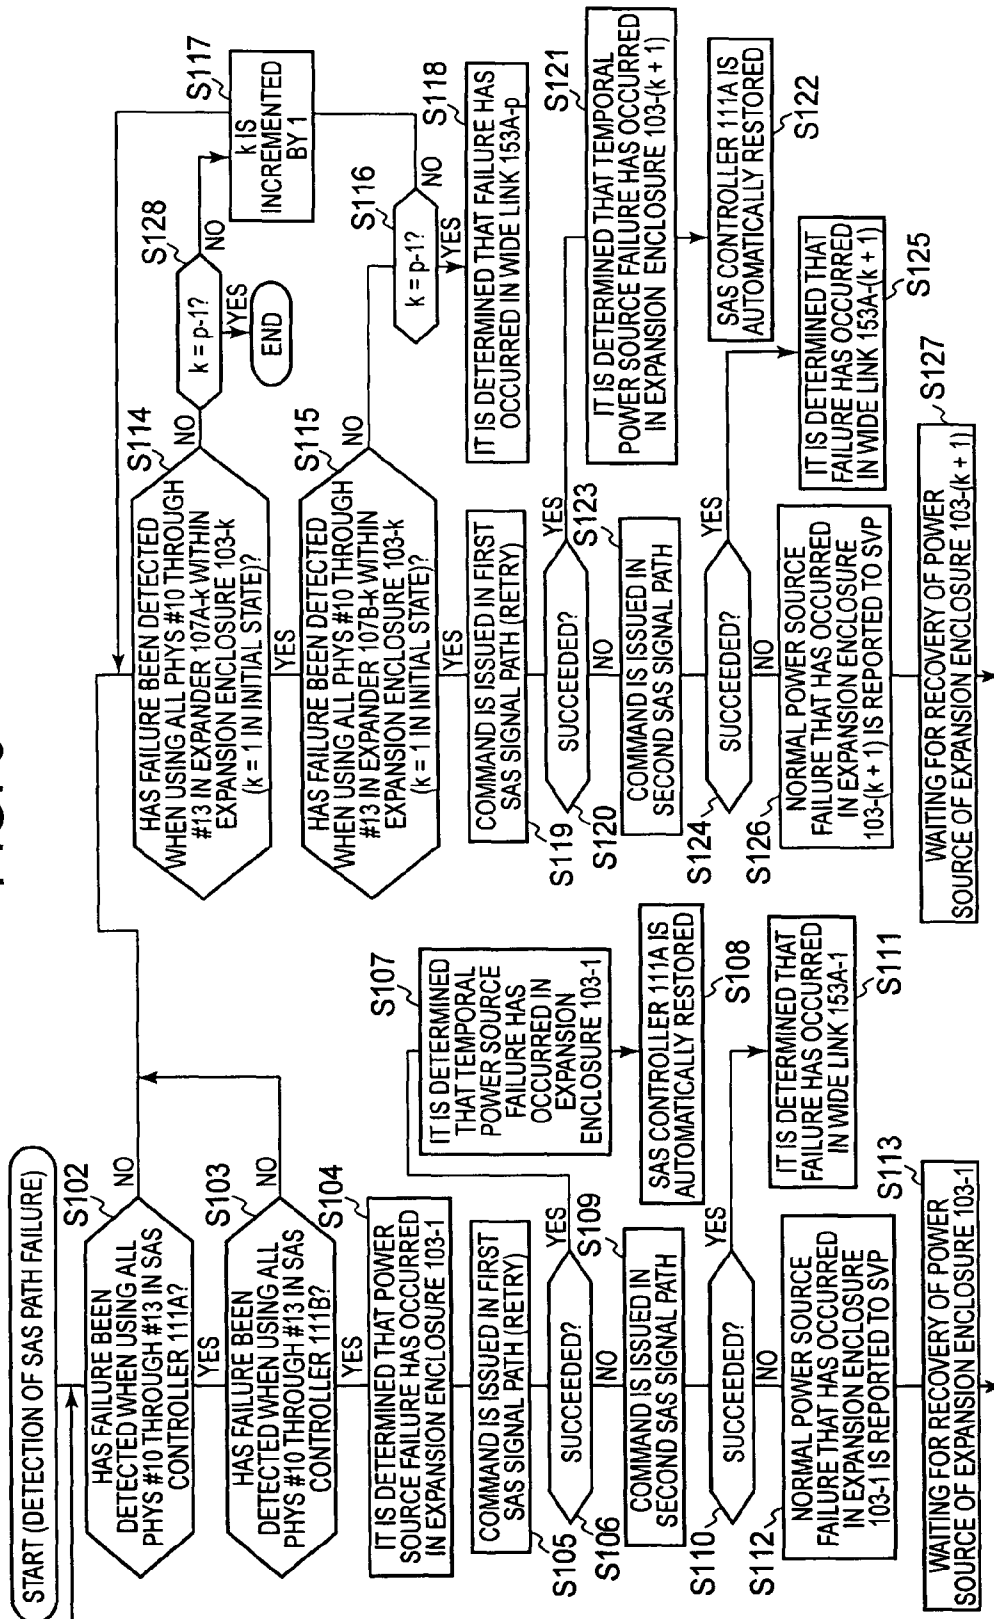 START (DETECTION OF SAS PATH FAILURE)
S102
HAS FAILURE BEEN
DETECTED WHEN USING ALL
PHYS #10 THROUGH #13 IN SAS
CONTROLLER 111A?
NO
YES
S103
HAS FAILURE BEEN
DETECTED WHEN USING ALL
PHYS #10 THROUGH #13 IN SAS
CONTROLLER 111B?
NO
YES
S104
IT IS DETERMINED THAT POWER
SOURCE FAILURE HAS OCCURRED
IN EXPANSION ENCLOSURE 103-1
COMMAND IS ISSUED IN FIRST
SAS SIGNAL PATH (RETRY)
S105
SUCCEEDED?
S106
YES
NO
S107
IT IS DETERMINED
THAT TEMPORAL
POWER SOURCE
FAILURE HAS
OCCURRED IN
EXPANSION
ENCLOSURE 103-1
SAS CONTROLLER 111A IS
AUTOMATICALLY RESTORED
S108
S109
COMMAND IS ISSUED IN
SECOND SAS SIGNAL PATH
SUCCEEDED?
S110
YES
NO
IT IS DETERMINED THAT
FAILURE HAS OCCURRED
IN WIDE LINK 153A-1
S111
S112
NORMAL POWER SOURCE
FAILURE THAT HAS OCCURRED
IN EXPANSION ENCLOSURE
103-1 IS REPORTED TO SVP
S113
WAITING FOR RECOVERY OF POWER
SOURCE OF EXPANSION ENCLOSURE 103-1
S114
HAS FAILURE BEEN DETECTED
WHEN USING ALL PHYS #10 THROUGH
#13 IN EXPANDER 107A-k WITHIN
EXPANSION ENCLOSURE 103-k
(k = 1 IN INITIAL STATE)?
NO
YES
S128
k = p-1?
NO
YES
END
S117
k IS
INCREMENTED
BY 1
S115
HAS FAILURE BEEN DETECTED
WHEN USING ALL PHYS #10 THROUGH
#13 IN EXPANDER 107B-k WITHIN
EXPANSION ENCLOSURE 103-k
(k = 1 IN INITIAL STATE)?
NO
YES
S116
k = p-1?
NO
YES
S118
IT IS DETERMINED THAT FAILURE HAS
OCCURRED IN WIDE LINK 153A-p
COMMAND IS ISSUED IN FIRST
SAS SIGNAL PATH (RETRY)
S119
SUCCEEDED?
S120
YES
NO
S121
IT IS DETERMINED THAT TEMPORAL
POWER SOURCE FAILURE HAS OCCURRED
IN EXPANSION ENCLOSURE 103-(k + 1)
SAS CONTROLLER 111A IS
AUTOMATICALLY RESTORED
S122
S123
COMMAND IS ISSUED IN
SECOND SAS SIGNAL PATH
SUCCEEDED?
S124
YES
NO
IT IS DETERMINED THAT
FAILURE HAS OCCURRED
IN WIDE LINK 153A-(k + 1)
S125
S126
NORMAL POWER SOURCE
FAILURE THAT HAS OCCURRED
IN EXPANSION ENCLOSURE
103-(k + 1) IS REPORTED TO SVP
S127
WAITING FOR RECOVERY OF POWER
SOURCE OF EXPANSION ENCLOSURE 103-(k + 1)